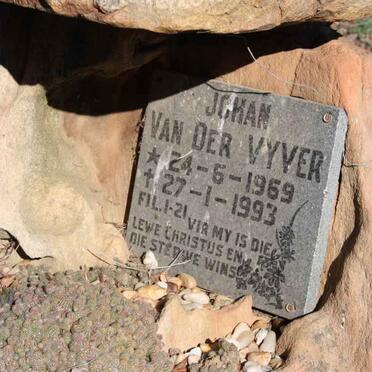 JOHAN
VAN DER VYVER
* 24-6-1969
† 27-1-1993
FIL.1-21
VIR MY IS DIE
LEWE CHRISTUS EN
DIE STERWE WINS